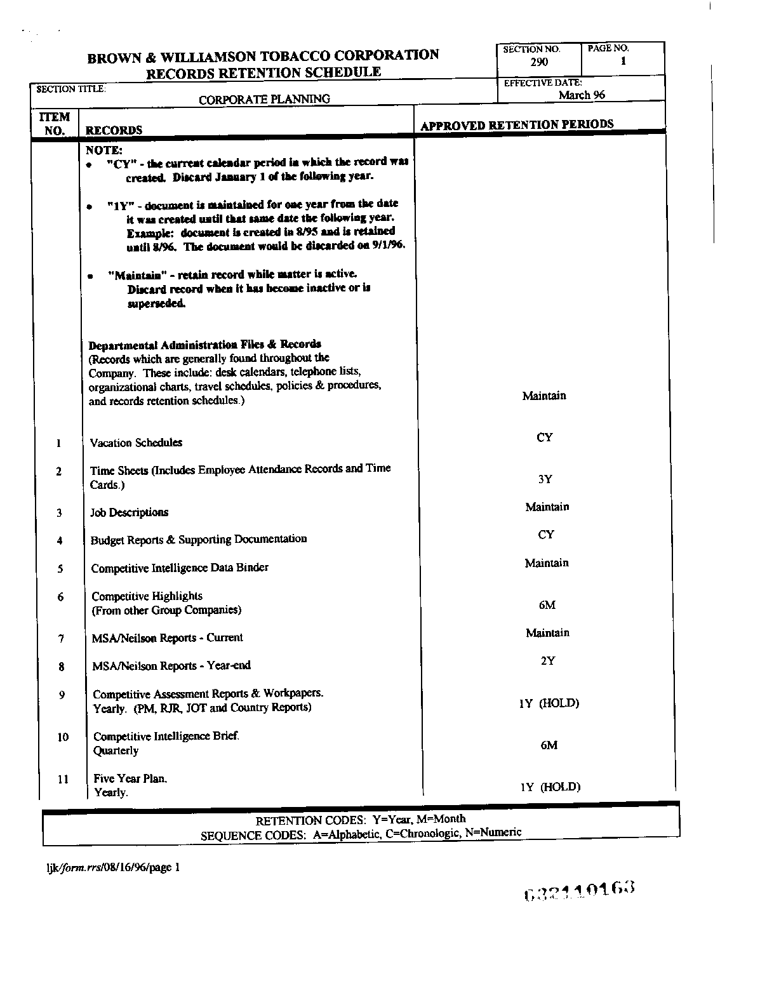 BROWN & WILLIAMSON TOBACCO CORPORATION
RECORDS RETENTION SCHEDULE
SECTION NO.
290
PAGE NO.
1
SECTION TITLE:
CORPORATE PLANNING
EFFECTIVE DATE:
March 96
ITEM
NO.
RECORDS
APPROVED RETENTION PERIODS
NOTE:
• "CY" - the current calendar period in which the record was
created. Discard January 1 of the following year.
• "1Y" - document is maintained for one year from the date
it was created until that same date the following year.
Example: document is created in 8/95 and is retained
until 8/96. The document would be discarded on 9/1/96.
• "Maintain" - retain record while matter is active.
Discard record when it has become inactive or is
superseded.
Departmental Administration Files & Records
(Records which are generally found throughout the
Company. These include: desk calendars, telephone lists,
organizational charts, travel schedules, policies & procedures,
and records retention schedules.) Maintain
1 Vacation Schedules CY
2 Time Sheets (Includes Employee Attendance Records and Time
Cards.) 3Y
3 Job Descriptions Maintain
4 Budget Reports & Supporting Documentation CY
5 Competitive Intelligence Data Binder Maintain
6 Competitive Highlights
(From other Group Companies) 6M
7 MSA/Neilson Reports - Current Maintain
8 MSA/Neilson Reports - Year-end 2Y
9 Competitive Assessment Reports & Workpapers.
Yearly. (PM, RJR, JOT and Country Reports) 1Y (HOLD)
10 Competitive Intelligence Brief.
Quarterly 6M
11 Five Year Plan.
Yearly. 1Y (HOLD)
RETENTION CODES: Y=Year, M=Month
SEQUENCE CODES: A=Alphabetic, C=Chronologic, N=Numeric
ljk/form.rrs/08/16/96/page 1
632110163